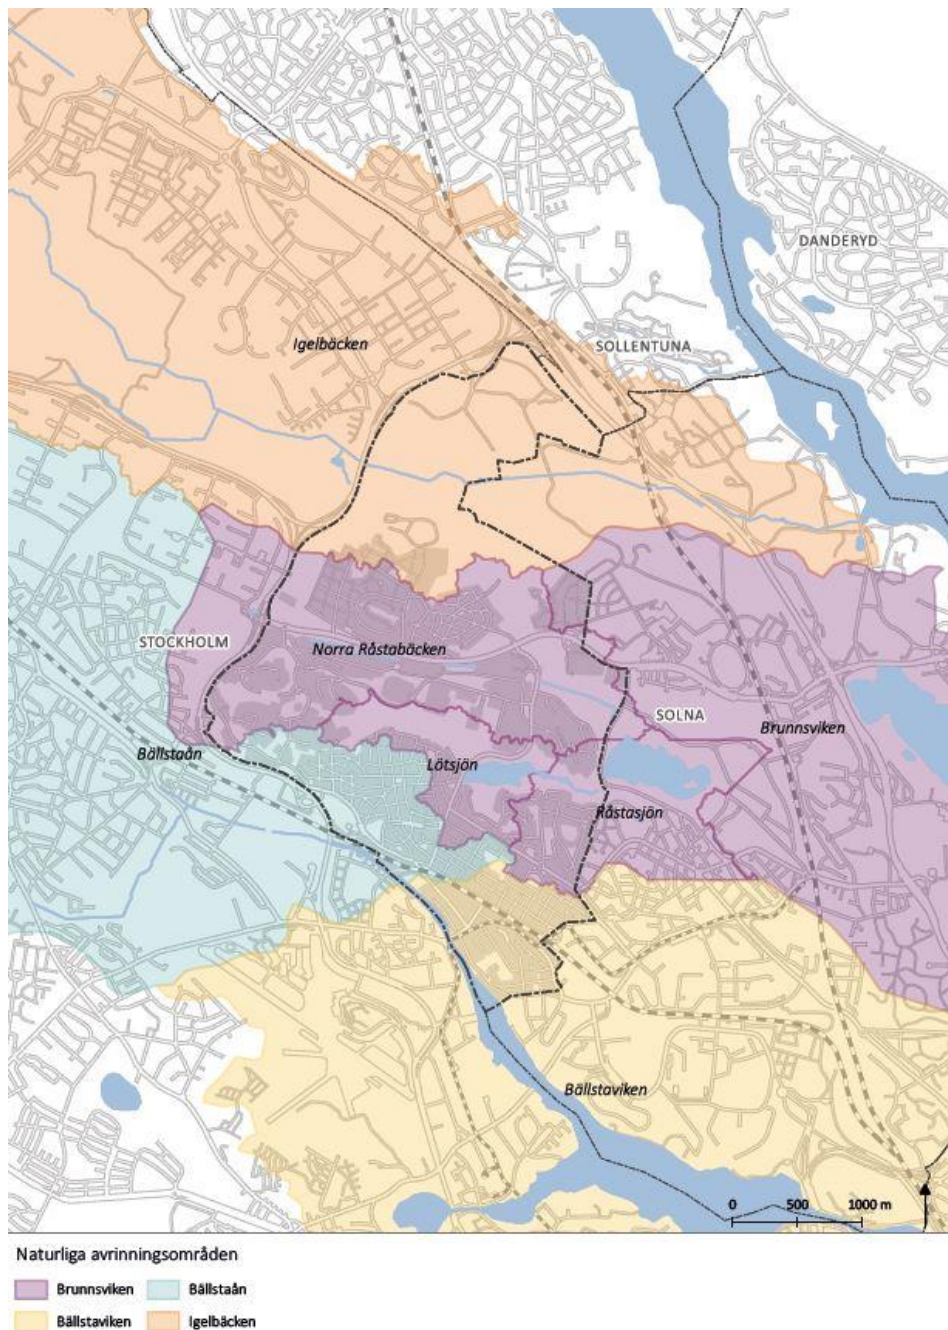 DANDERYD
Igelbäcken
SOLLENTUNA
STOCKHOLM
Norra Råstabäcken
SOLNA
Brunnsviken
Bällstaån
Lötsjön
Råstasjön
Bällstaviken
0 500 1000 m
Naturliga avrinningsområden
Brunnsviken Bällstaån
Bällstaviken Igelbäcken